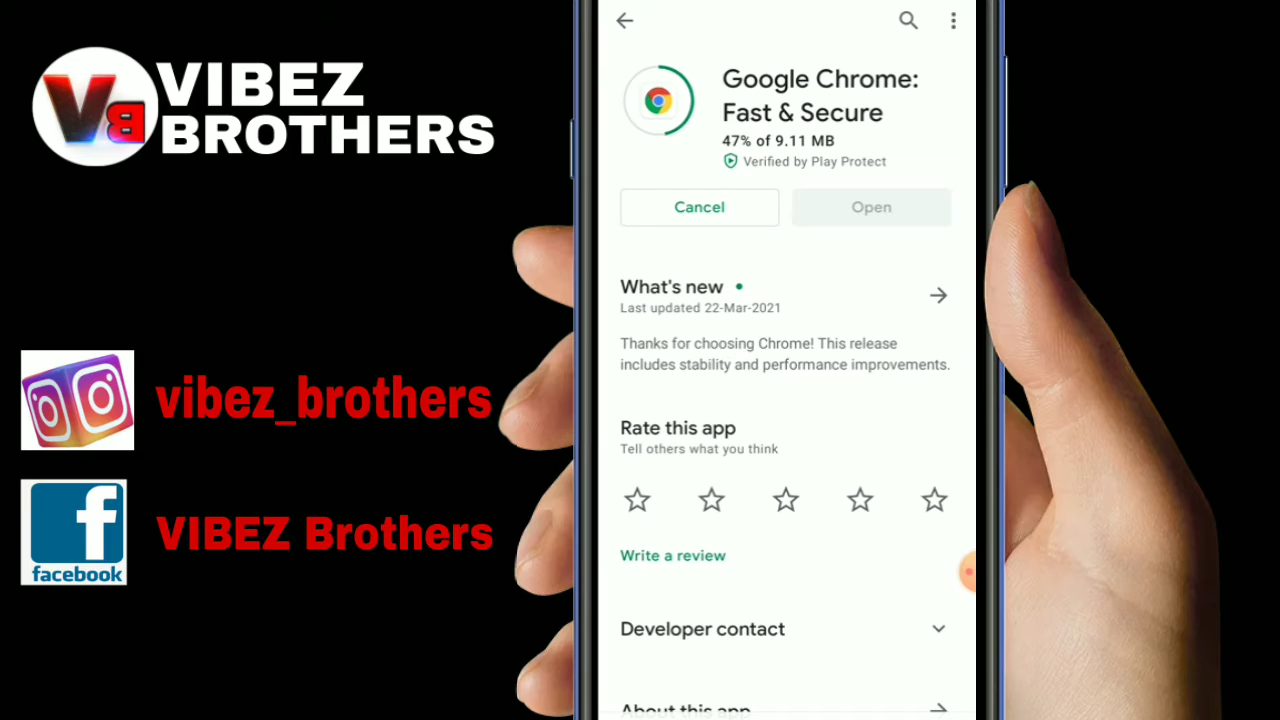 VB
VIBEZ
BROTHERS
vibez_brothers
facebook
VIBEZ Brothers
Google Chrome:
Fast & Secure
47% of 9.11 MB
Verified by Play Protect
Cancel
Open
What's new
Last updated 22-Mar-2021
Thanks for choosing Chrome! This release
includes stability and performance improvements.
Rate this app
Tell others what you think
Write a review
Developer contact
About this app